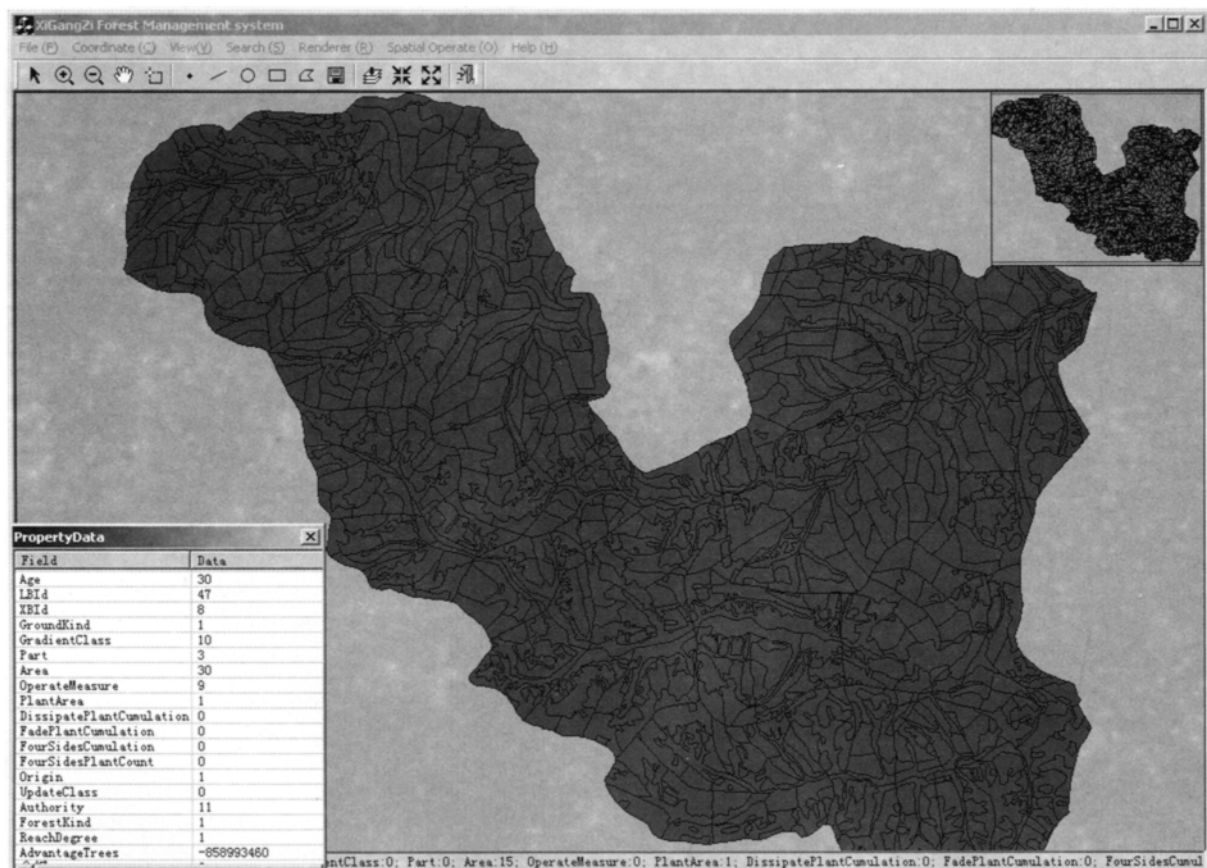 XiGangZi Forest Management system
File (F) Coordinate (C) View(V) Search (S) Renderer (R) Spatial Operate (O) Help (H)
PropertyData
Field Data
Age 30
LBId 47
XBId 8
GroundKind 1
GradientClass 10
Part 3
Area 30
OperateMeasure 9
PlantArea 1
DissipatePlantCumulation 0
FadePlantCumulation 0
FourSidesCumulation 0
FourSidesPlantCount 0
Origin 1
UpdateClass 0
Authority 11
ForestKind 1
ReachDegree 1
AdvantageTrees -858993460
entClass:0; Part:0; Area:15; OperateMeasure:0; PlantArea:1; DissipatePlantCumulation:0; FadePlantCumulation:0; FourSidesCumul